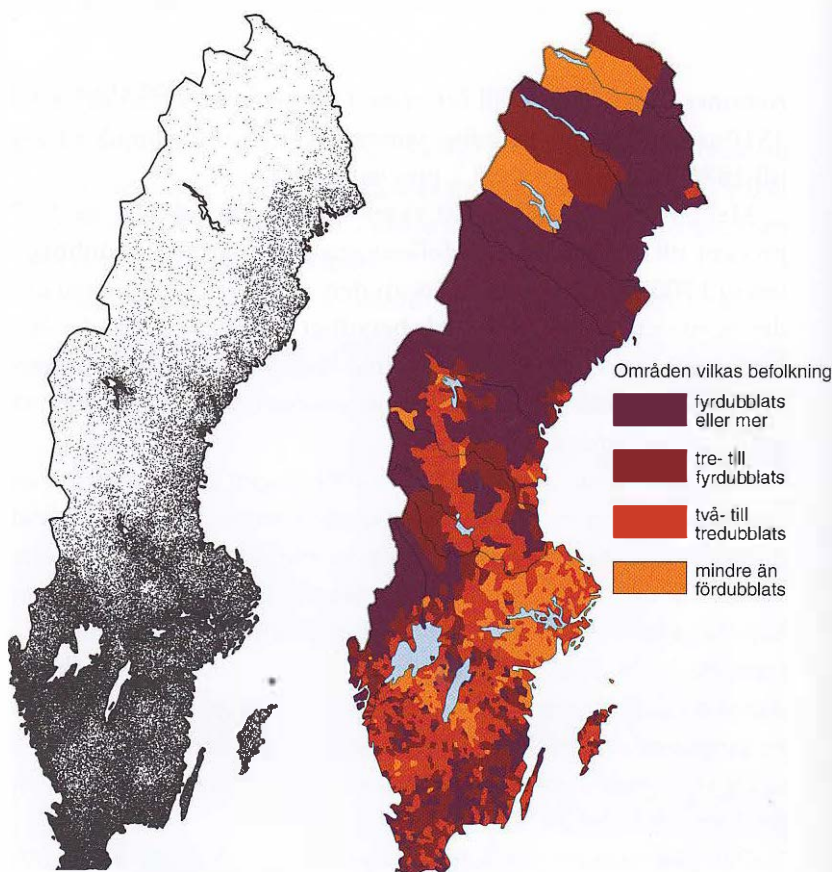 Områden vilkas befolkning
fyrdubblats
eller mer
tre- till
fyrdubblats
två- till
tredubblats
mindre än
fördubblats